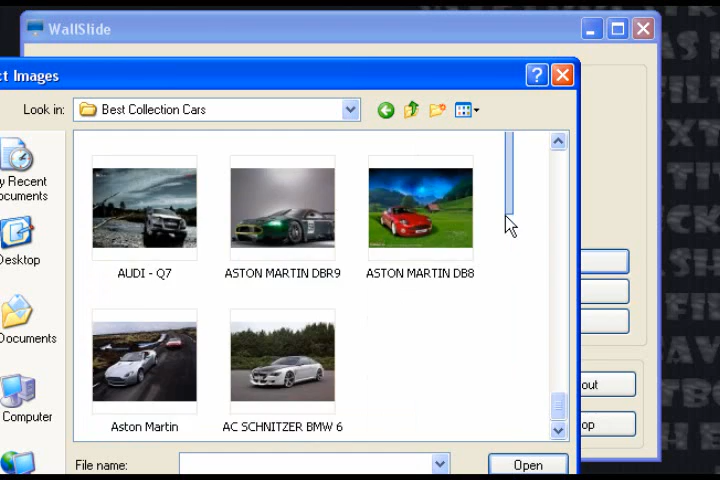 WallSlide
ct Images
Look in: Best Collection Cars
y Recent
ocuments
Desktop
Documents
Computer
AUDI - Q7
ASTON MARTIN DBR9
ASTON MARTIN DB8
Aston Martin
AC SCHNITZER BMW 6
out
op
File name:
Open